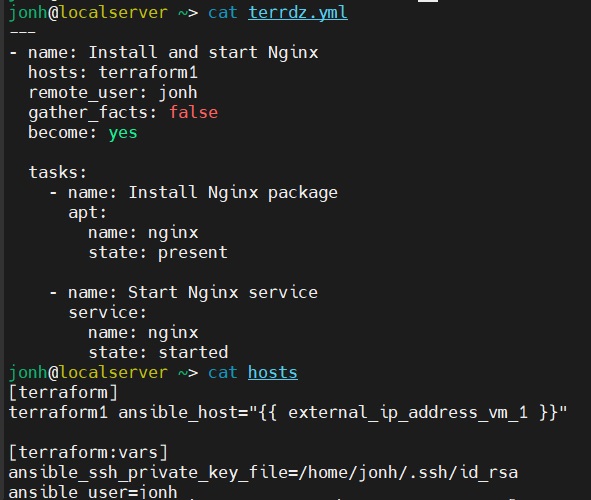 jonh@localserver ~> cat terrdz.yml
---
- name: Install and start Nginx
  hosts: terraform1
  remote_user: jonh
  gather_facts: false
  become: yes

  tasks:
    - name: Install Nginx package
      apt:
        name: nginx
        state: present

    - name: Start Nginx service
      service:
        name: nginx
        state: started
jonh@localserver ~> cat hosts
[terraform]
terraform1 ansible_host="{{ external_ip_address_vm_1 }}"

[terraform:vars]
ansible_ssh_private_key_file=/home/jonh/.ssh/id_rsa
ansible_user=jonh